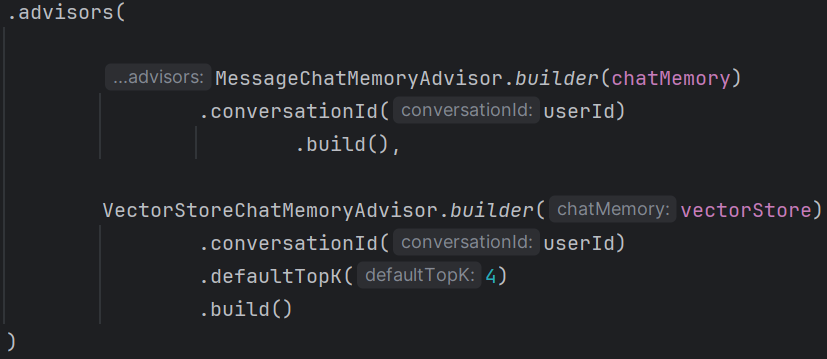 .advisors(
…advisors: MessageChatMemoryAdvisor.builder(chatMemory)
.conversationId( conversationId: userId)
.build(),
VectorStoreChatMemoryAdvisor.builder( chatMemory: vectorStore)
.conversationId( conversationId: userId)
.defaultTopK( defaultTopK: 4)
.build()
)